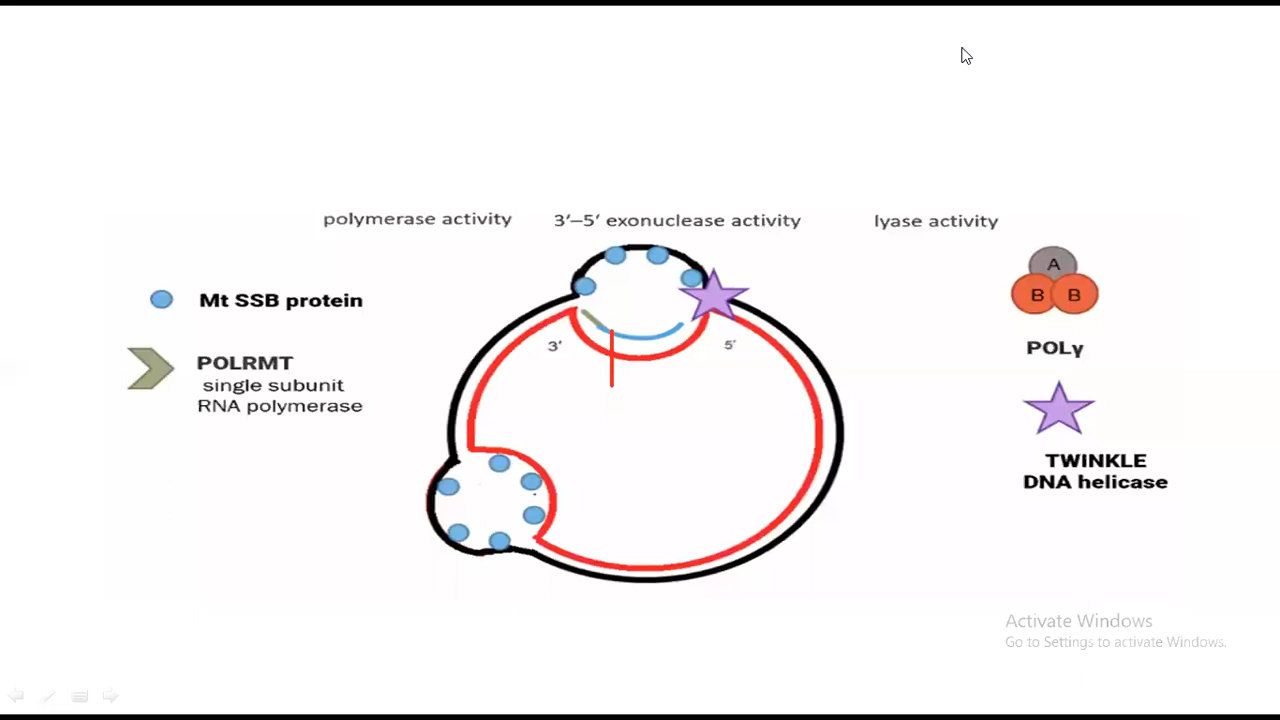 polymerase activity 3′–5′ exonuclease activity lyase activity
Mt SSB protein
POLRMT
single subunit
RNA polymerase
3′
5′
A
B B
POLγ
TWINKLE
DNA helicase
Activate Windows
Go to Settings to activate Windows.